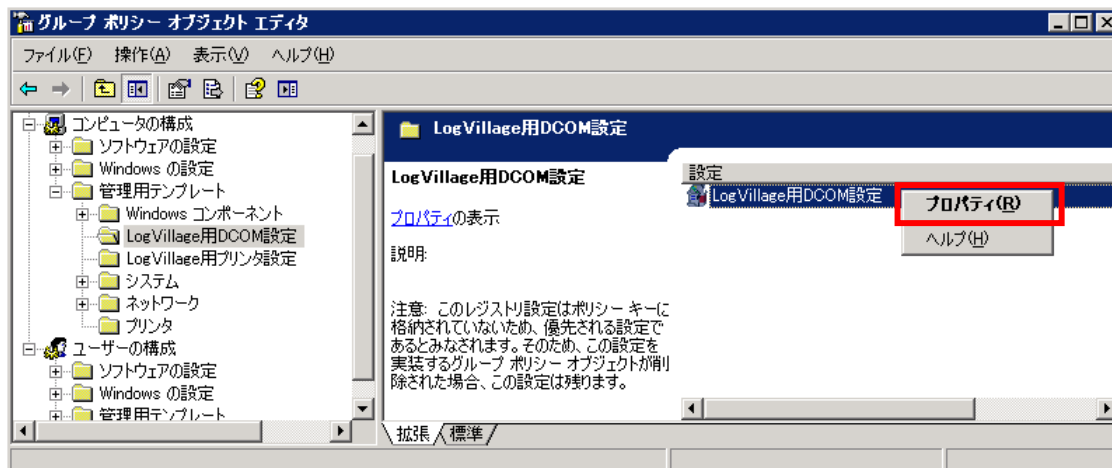 グループ ポリシー オブジェクト エディタ
ファイル(F) 操作(A) 表示(V) ヘルプ(H)
コンピュータの構成
ソフトウェアの設定
Windows の設定
管理用テンプレート
Windows コンポーネント
LogVillage用DCOM設定
LogVillage用プリンタ設定
システム
ネットワーク
プリンタ
ユーザーの構成
ソフトウェアの設定
Windows の設定
管理用テンプレート
LogVillage用DCOM設定
LogVillage用DCOM設定
プロパティの表示
説明:
注意: このレジストリ設定はポリシー キーに
格納されていないため、優先される設定で
あるとみなされます。そのため、この設定を
実装するグループ ポリシー オブジェクトが削
除された場合、この設定は残ります。
設定
LogVillage用DCOM設定
プロパティ(R)
ヘルプ(H)
拡張 標準